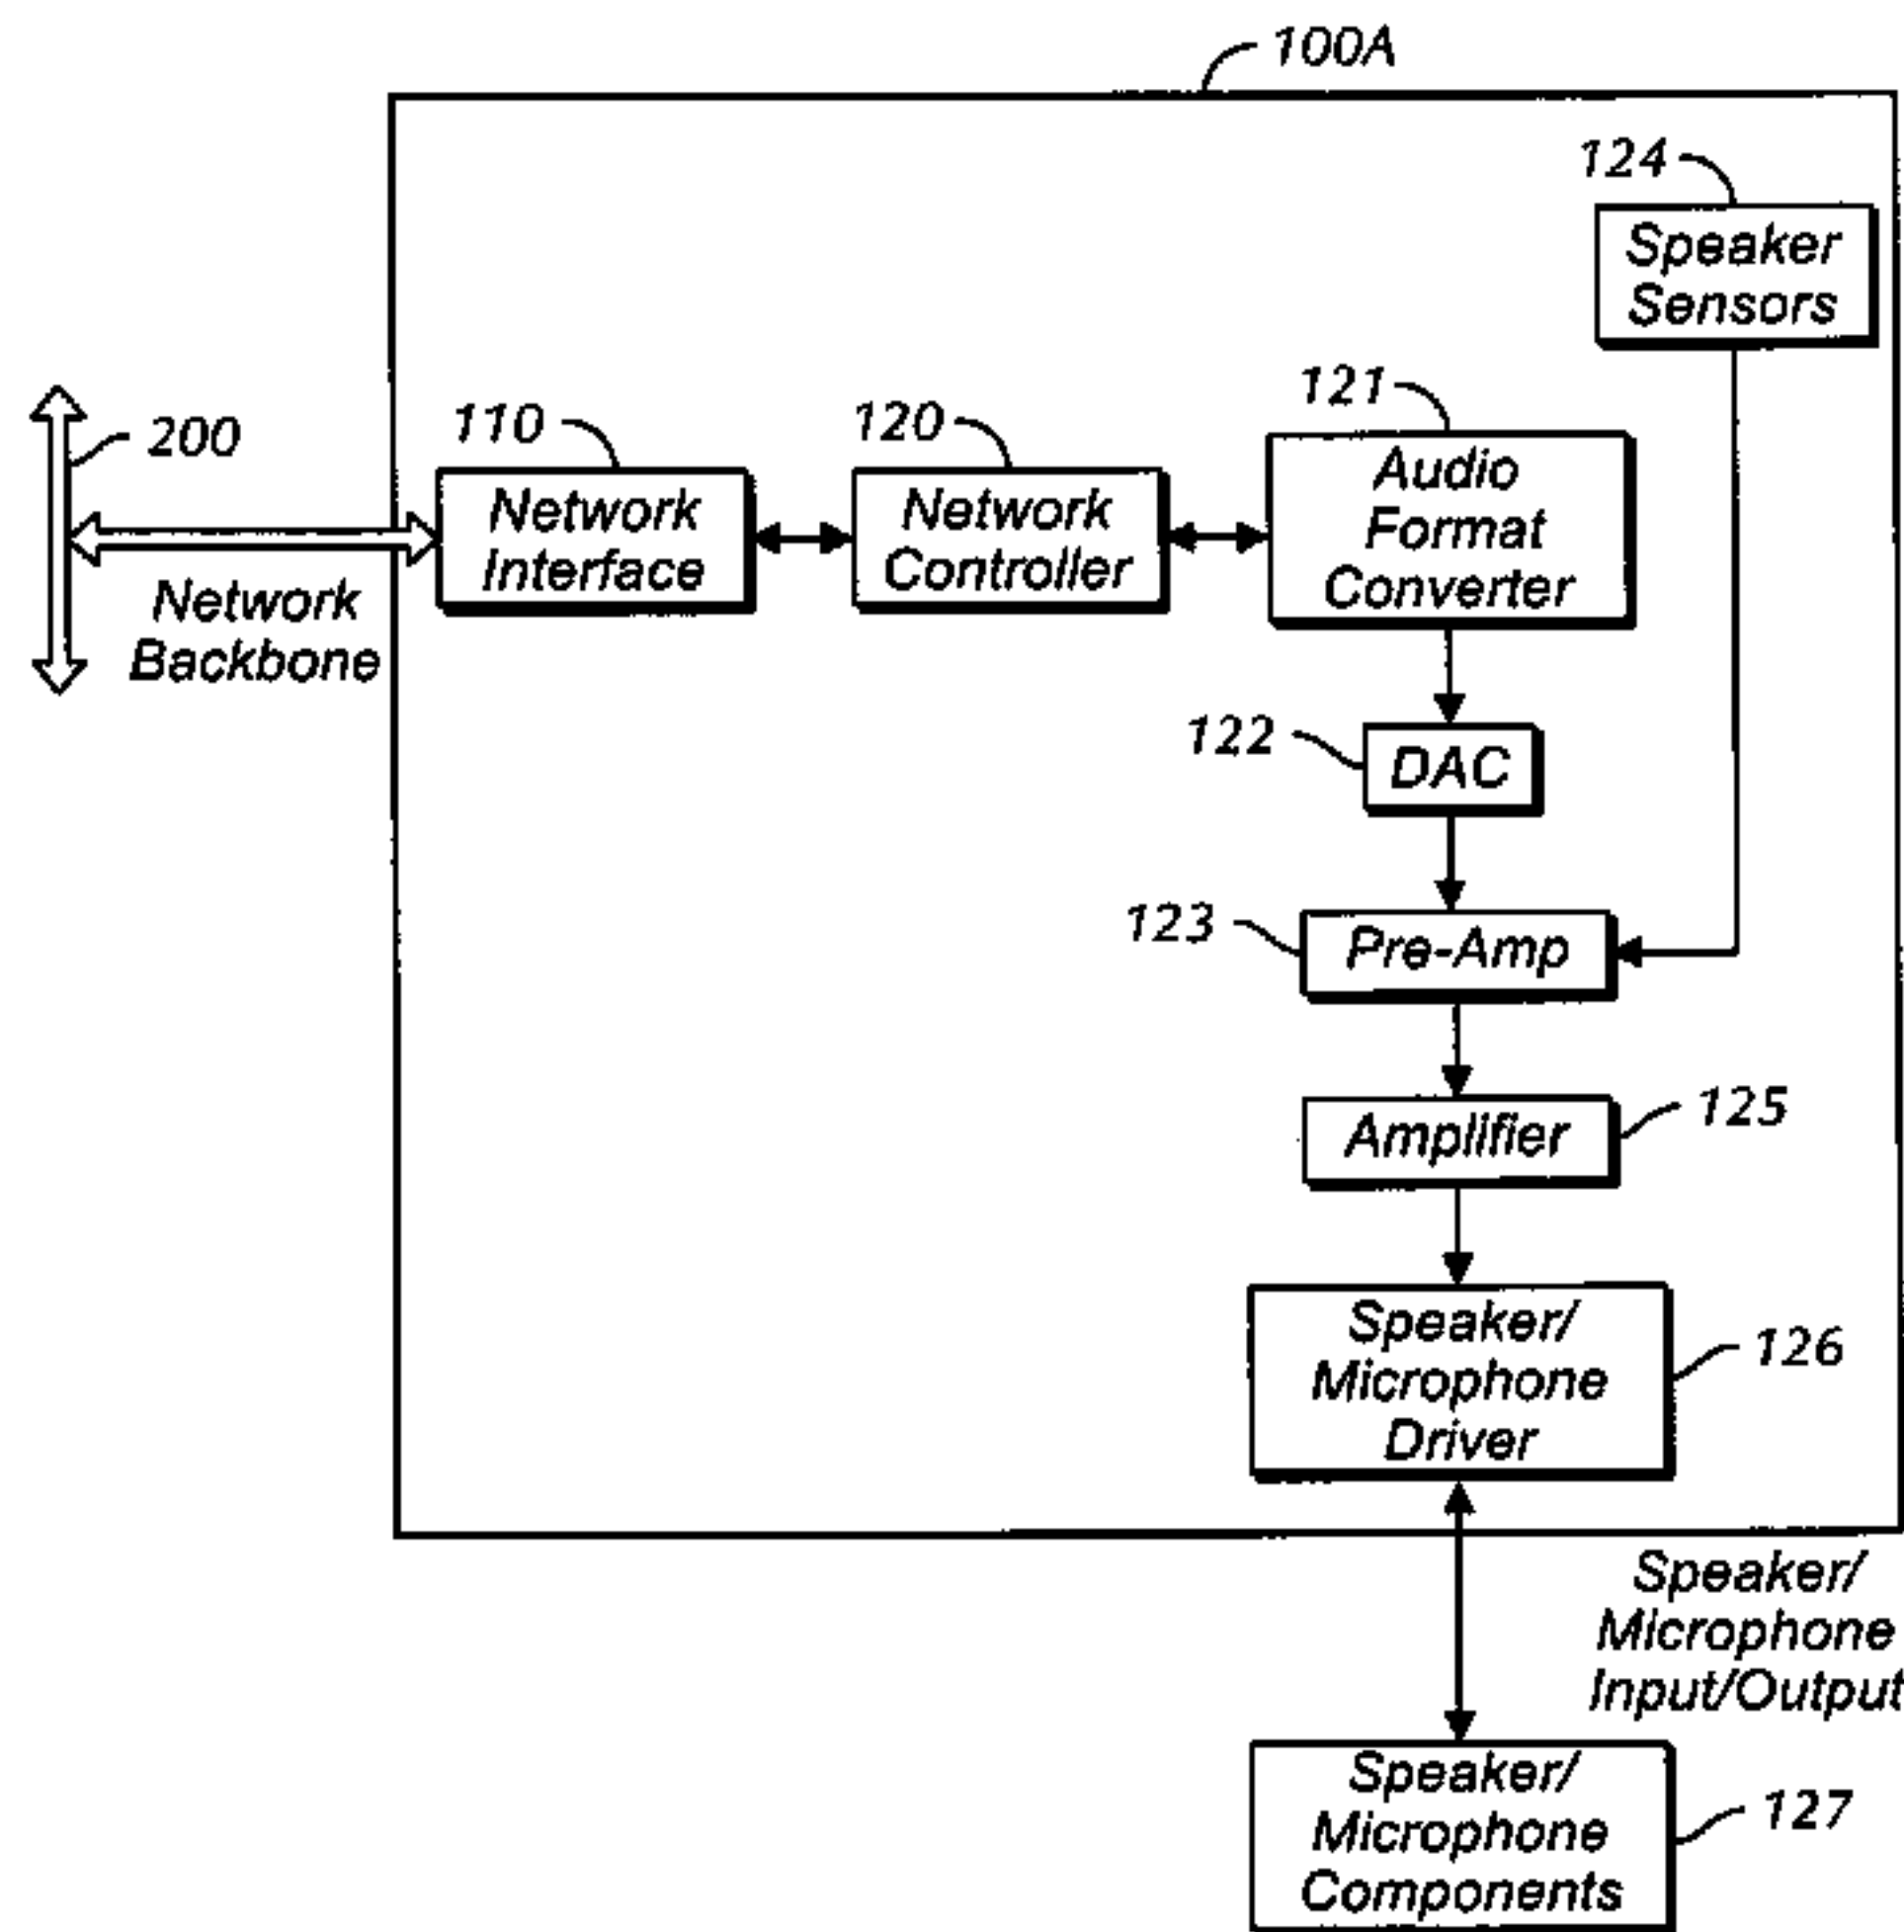 100A
124
Speaker
Sensors
200
110
120
121
Network
Interface
Network
Controller
Audio
Format
Converter
Network
Backbone
122
DAC
123
Pre-Amp
Amplifier
125
Speaker/
Microphone
Driver
126
Speaker/
Microphone
Input/Output
Speaker/
Microphone
Components
127